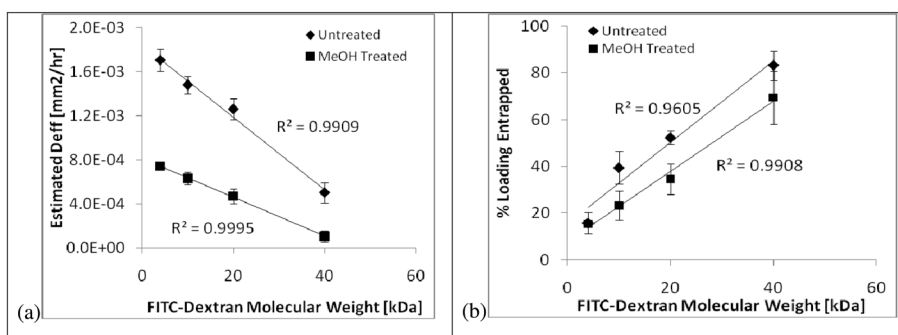 2.0E-03
1.6E-03
1.2E-03
8.0E-04
4.0E-04
0.0E+00
Estimated Deff [mm2/hr]
Untreated
MeOH Treated
R² = 0.9909
R² = 0.9995
0 20 40 60
FITC-Dextran Molecular Weight [kDa]
(a)
100
80
60
40
20
0
% Loading Entrapped
Untreated
MeOH Treated
R² = 0.9605
R² = 0.9908
0 20 40 60
FITC-Dextran Molecular Weight [kDa]
(b)